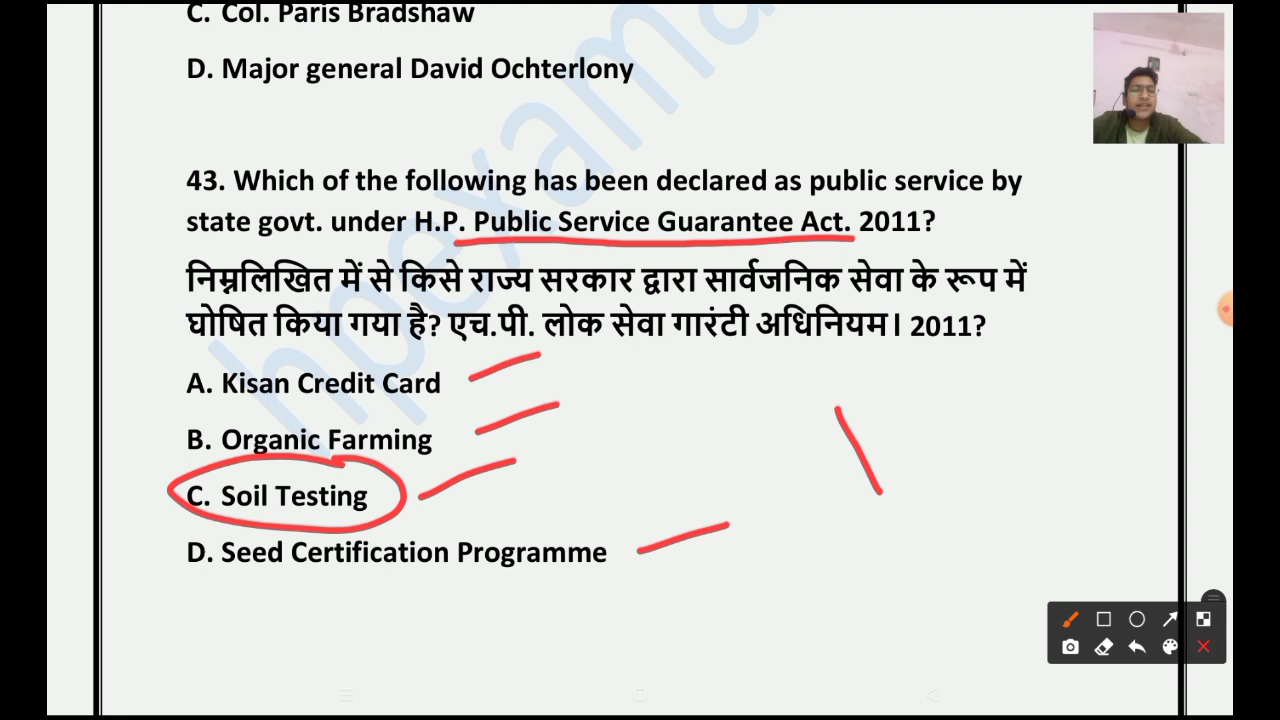 C. Col. Paris Bradshaw
D. Major general David Ochterlony
43. Which of the following has been declared as public service by
state govt. under H.P. Public Service Guarantee Act. 2011?
निम्नलिखित में से किसे राज्य सरकार द्वारा सार्वजनिक सेवा के रूप में
घोषित किया गया है? एच.पी. लोक सेवा गारंटी अधिनियम। 2011?
A. Kisan Credit Card
B. Organic Farming
C. Soil Testing
D. Seed Certification Programme
hpexama